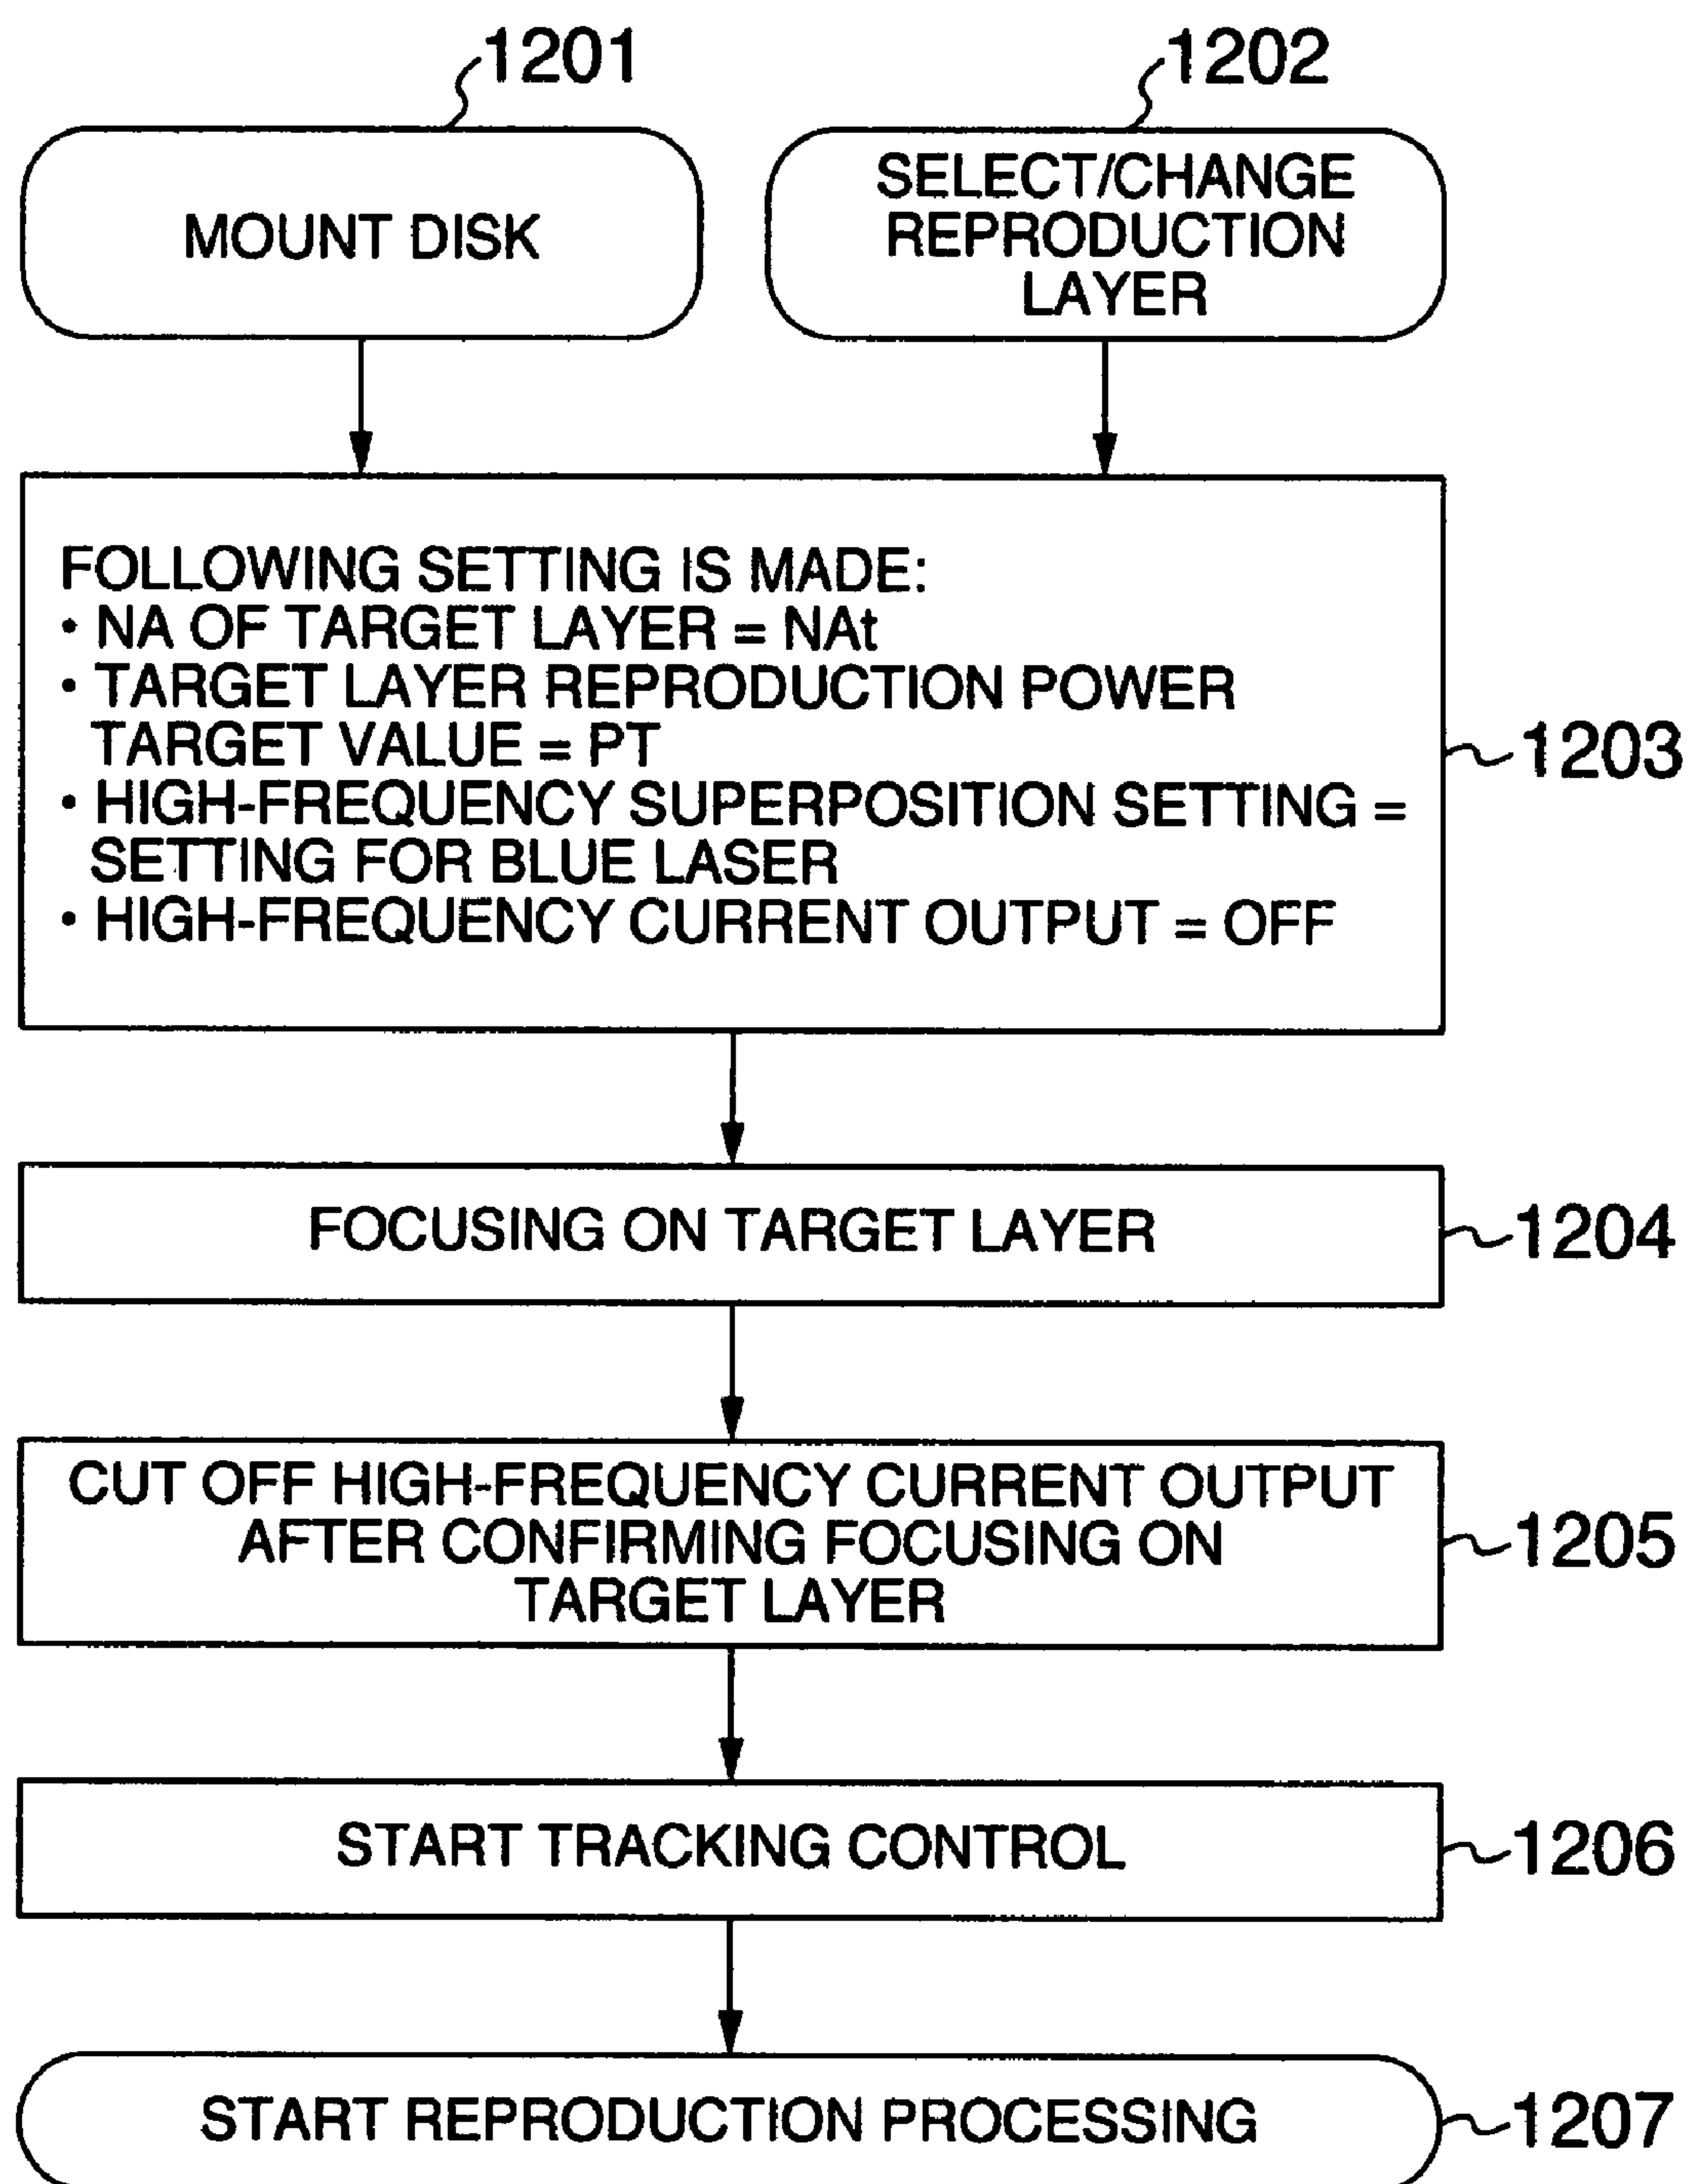 1201
1202
MOUNT DISK
SELECT/CHANGE
REPRODUCTION
LAYER
FOLLOWING SETTING IS MADE:
• NA OF TARGET LAYER = NAt
• TARGET LAYER REPRODUCTION POWER
TARGET VALUE = PT
• HIGH-FREQUENCY SUPERPOSITION SETTING =
SETTING FOR BLUE LASER
• HIGH-FREQUENCY CURRENT OUTPUT = OFF
1203
FOCUSING ON TARGET LAYER
1204
CUT OFF HIGH-FREQUENCY CURRENT OUTPUT
AFTER CONFIRMING FOCUSING ON
TARGET LAYER
1205
START TRACKING CONTROL
1206
START REPRODUCTION PROCESSING
1207